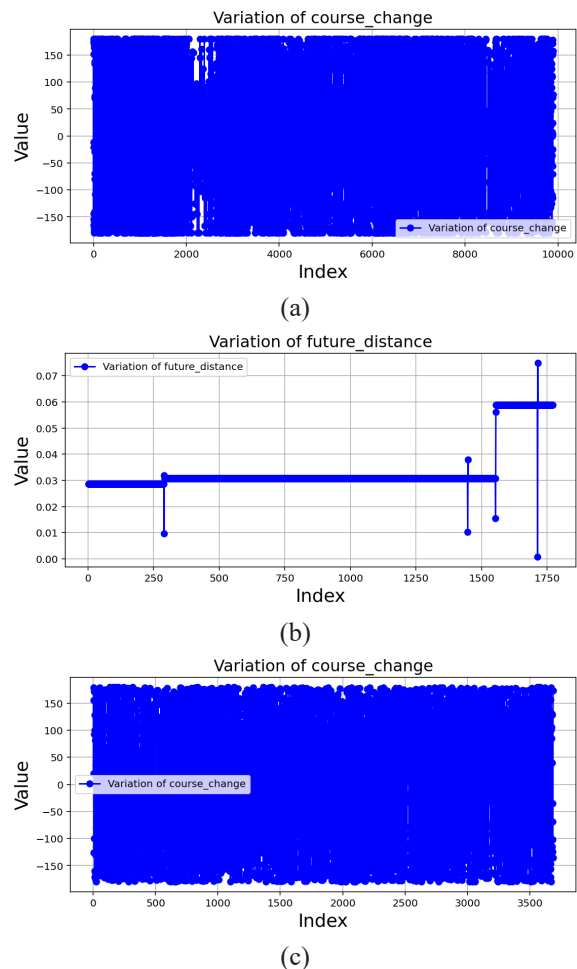 Variation of course_change
Value
150
100
50
0
−50
−100
−150
Variation of course_change
0
2000
4000
6000
8000
10000
Index
(a)
Variation of future_distance
Value
0.07
0.06
0.05
0.04
0.03
0.02
0.01
0.00
Variation of future_distance
0
250
500
750
1000
1250
1500
1750
Index
(b)
Variation of course_change
Value
150
100
50
0
−50
−100
−150
Variation of course_change
0
500
1000
1500
2000
2500
3000
3500
Index
(c)